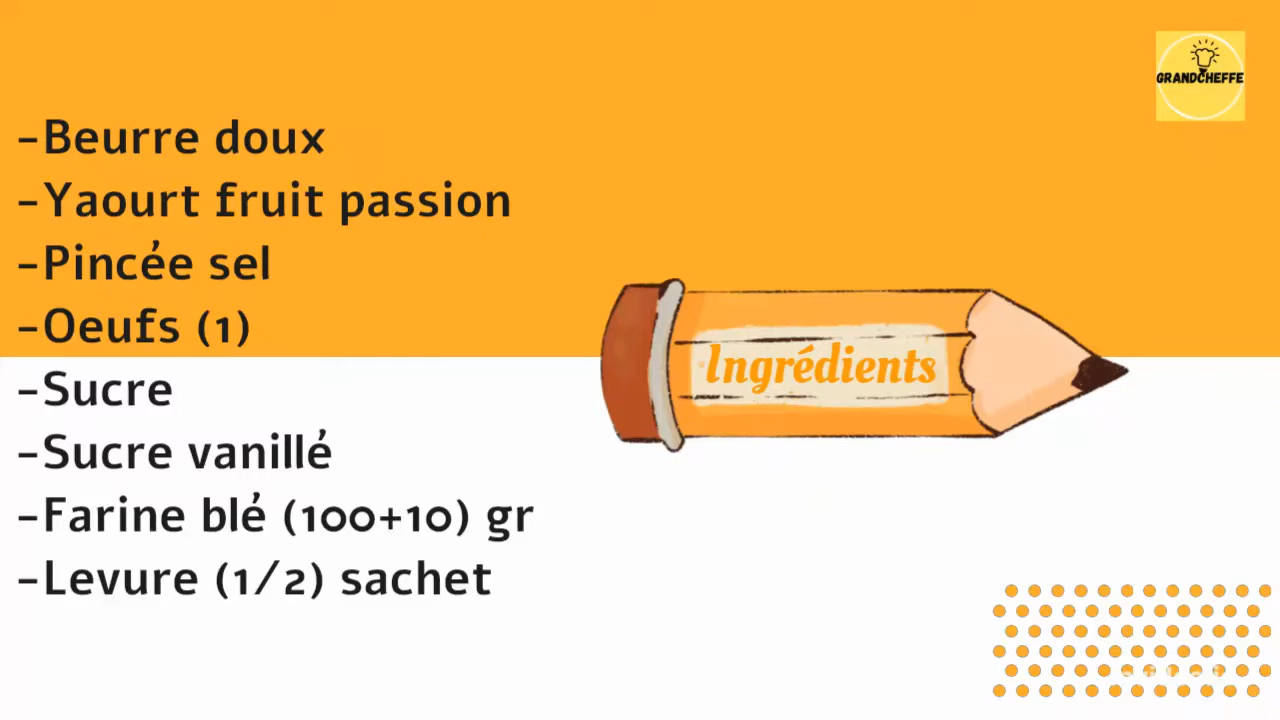 GRANDCHEFFE
-Beurre doux
-Yaourt fruit passion
-Pincée sel
-Oeufs (1)
-Sucre
-Sucre vanillé
-Farine blé (100+10) gr
-Levure (1/2) sachet
Ingrédients